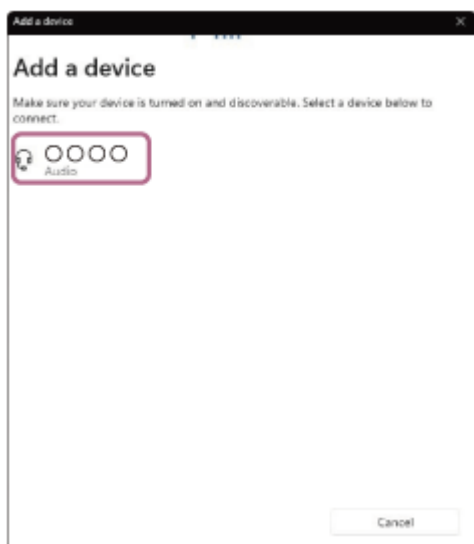 Add a device
Add a device
Make sure your device is turned on and discoverable. Select a device below to
connect.
○○○○
Audio
Cancel